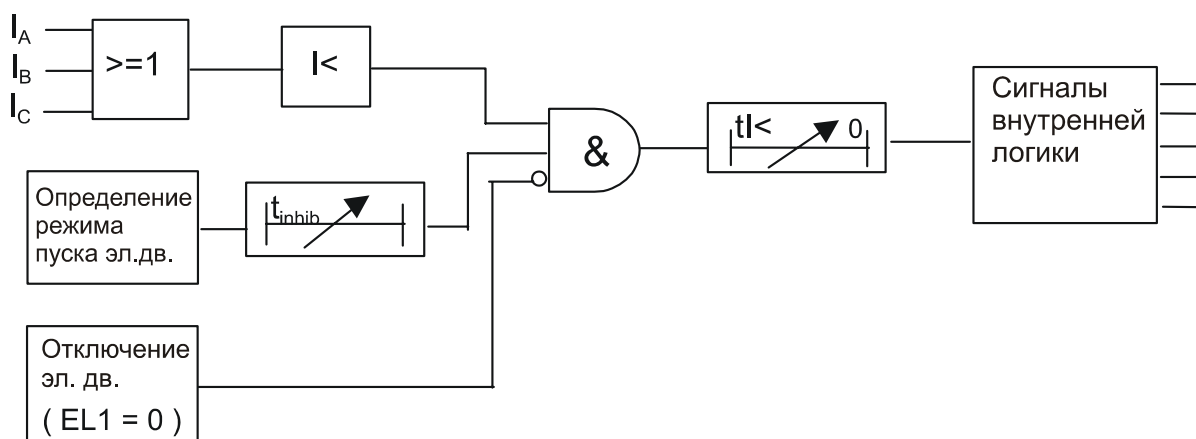 I_A
I_B
I_C
>=1
I<
&
tI<
0
Сигналы
внутренней
логики
Определение
режима
пуска эл.дв.
t_inhib
Отключение
эл. дв.
( EL1 = 0 )